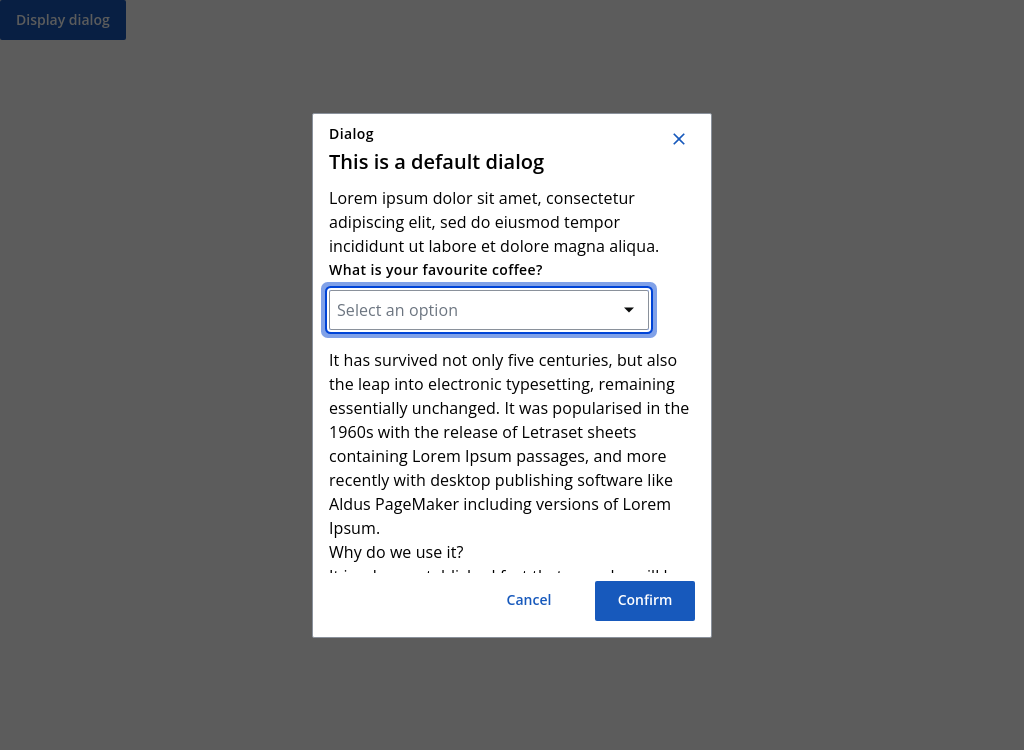 Display dialog
Dialog
This is a default dialog
Lorem ipsum dolor sit amet, consectetur
adipiscing elit, sed do eiusmod tempor
incididunt ut labore et dolore magna aliqua.
What is your favourite coffee?
Select an option
It has survived not only five centuries, but also
the leap into electronic typesetting, remaining
essentially unchanged. It was popularised in the
1960s with the release of Letraset sheets
containing Lorem Ipsum passages, and more
recently with desktop publishing software like
Aldus PageMaker including versions of Lorem
Ipsum.
Why do we use it?
Cancel
Confirm